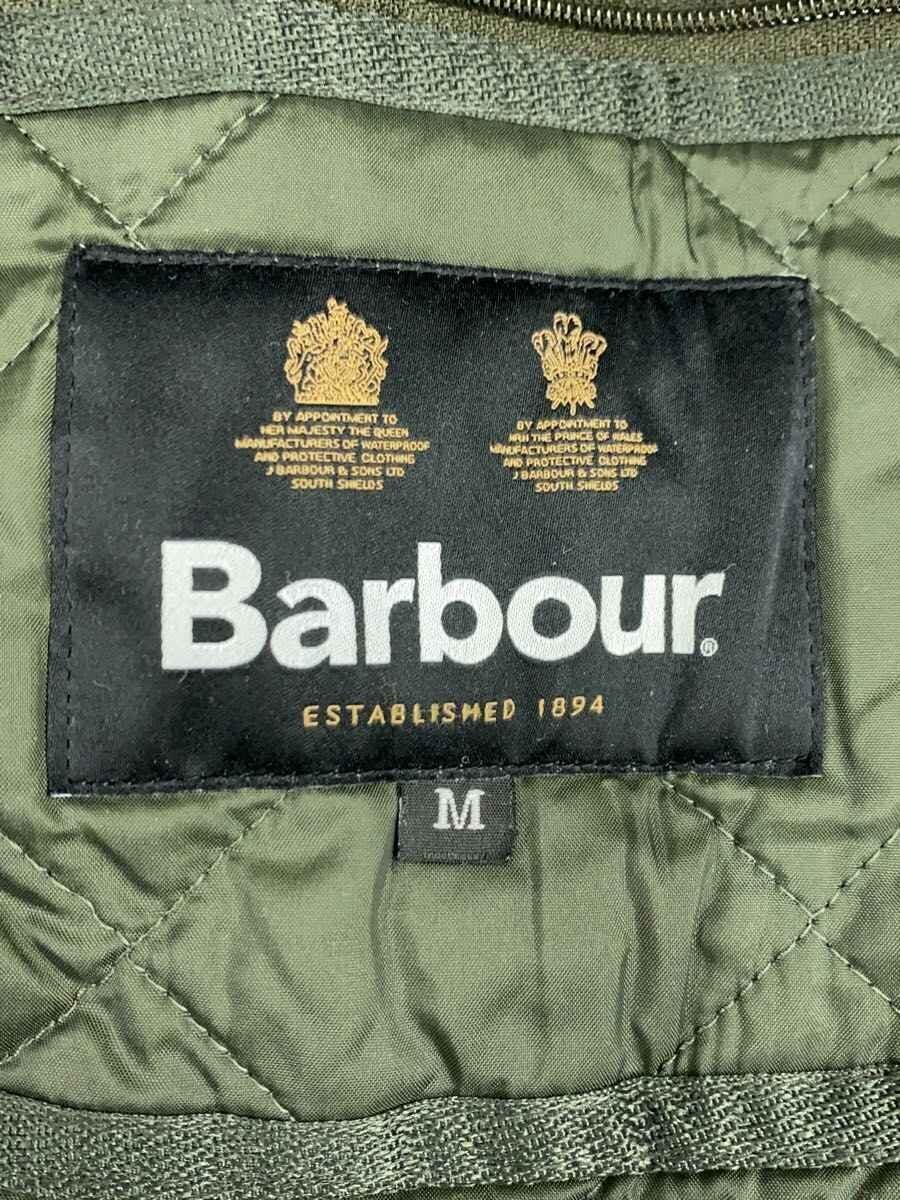 BY APPOINTMENT TO
HER MAJESTY THE QUEEN
MANUFACTURERS OF WATERPROOF
AND PROTECTIVE CLOTHING
J BARBOUR & SONS LTD
SOUTH SHIELDS
BY APPOINTMENT TO
HRH THE PRINCE OF WALES
MANUFACTURERS OF WATERPROOF
AND PROTECTIVE CLOTHING
J BARBOUR & SONS LTD
SOUTH SHIELDS
Barbour®
ESTABLISHED 1894
M